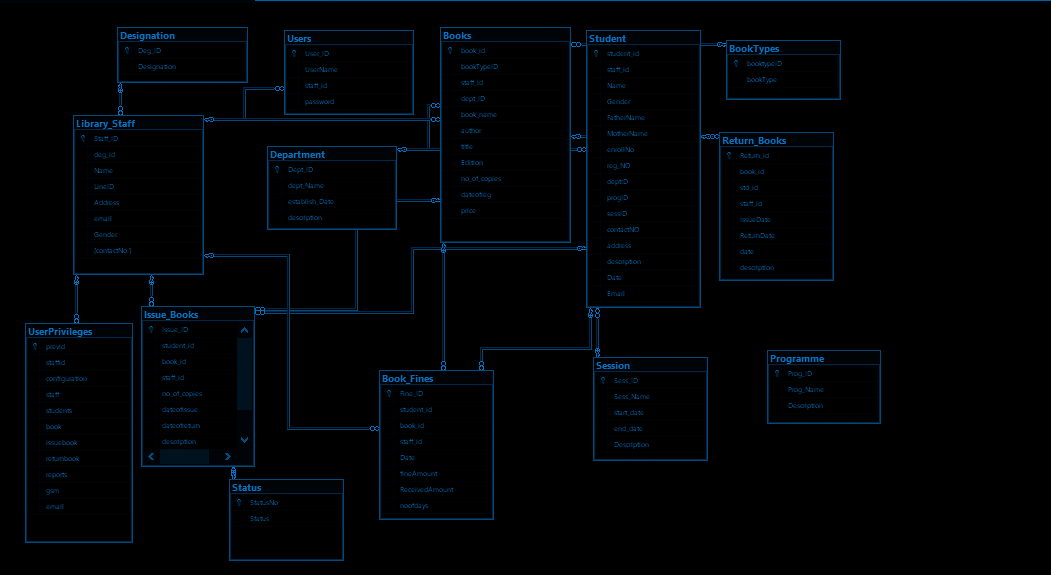 Designation
Deg_ID
Designation
Users
User_ID
UserName
staff_id
password
Books
book_id
bookTypeID
staff_id
dept_ID
book_name
author
title
Edition
no_of_copies
dateofreg
price
Student
student_id
staff_id
Name
Gender
FatherName
MotherName
enrollNo
reg_NO
deptID
progID
sessID
contactNO
address
description
Date
Email
BookTypes
booktypeID
bookType
Library_Staff
Staff_ID
deg_id
Name
LineID
Address
email
Gender
[contactNo]
Department
Dept_ID
dept_Name
establish_Date
description
Return_Books
Return_id
book_id
std_id
staff_id
IssueDate
ReturnDate
date
description
UserPrivileges
previd
staffid
configuration
staff
students
book
issuebook
returnbook
reports
gsm
email
Issue_Books
Issue_ID
student_id
book_id
staff_id
no_of_copies
dateofissue
dateofreturn
description
Status
StatusNo
Status
Book_Fines
Fine_ID
student_id
book_id
staff_id
Date
fineAmount
ReceivedAmount
noofdays
Session
Sess_ID
Sess_Name
start_date
end_date
Description
Programme
Prog_ID
Prog_Name
Description